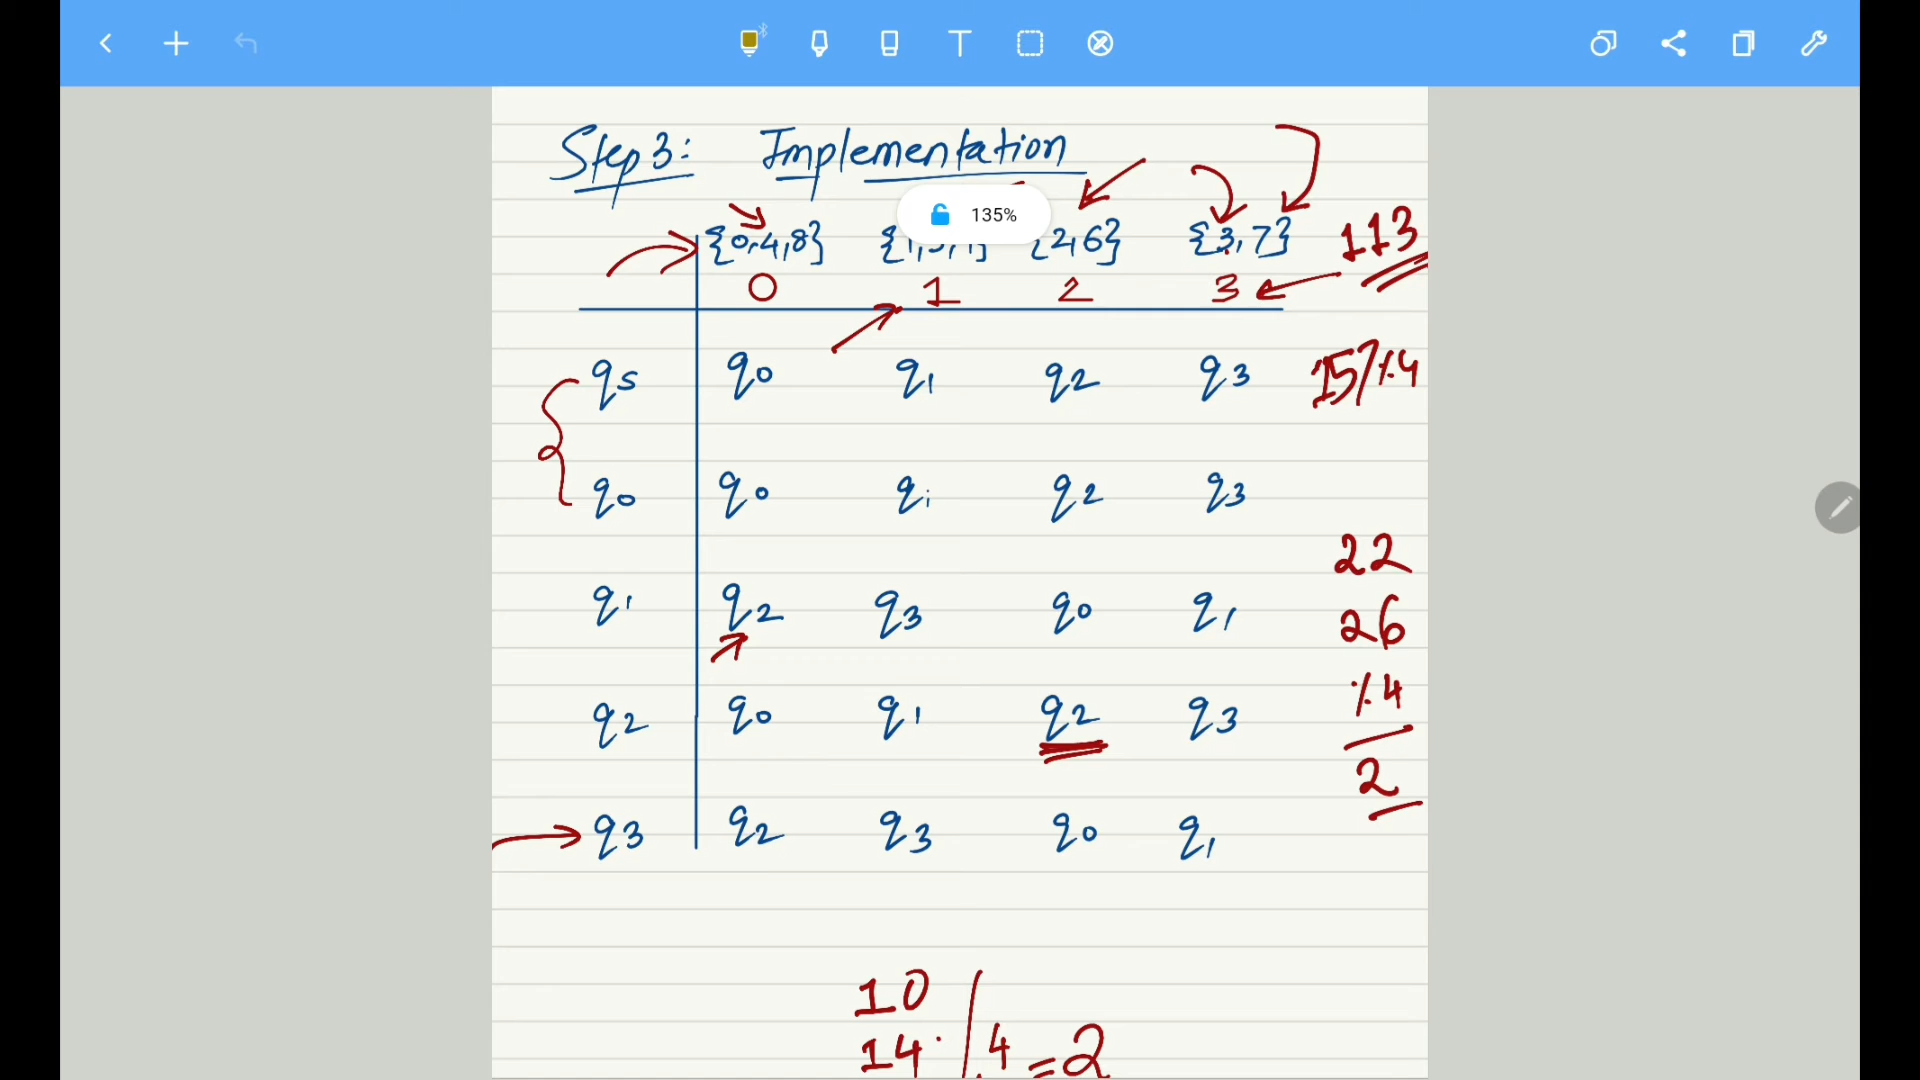 Step 3: Implementation
135%
{0,4,8} {2,6} {3,7} 113
0 1 2 3
qs q0 q1 q2 q3 157%4
q0 q0 q1 q2 q3
22
q1 q2 q3 q0 q1 26
%4
q2 q0 q1 q2 q3
2
q3 q2 q3 q0 q1
10
14 % 4 = 2